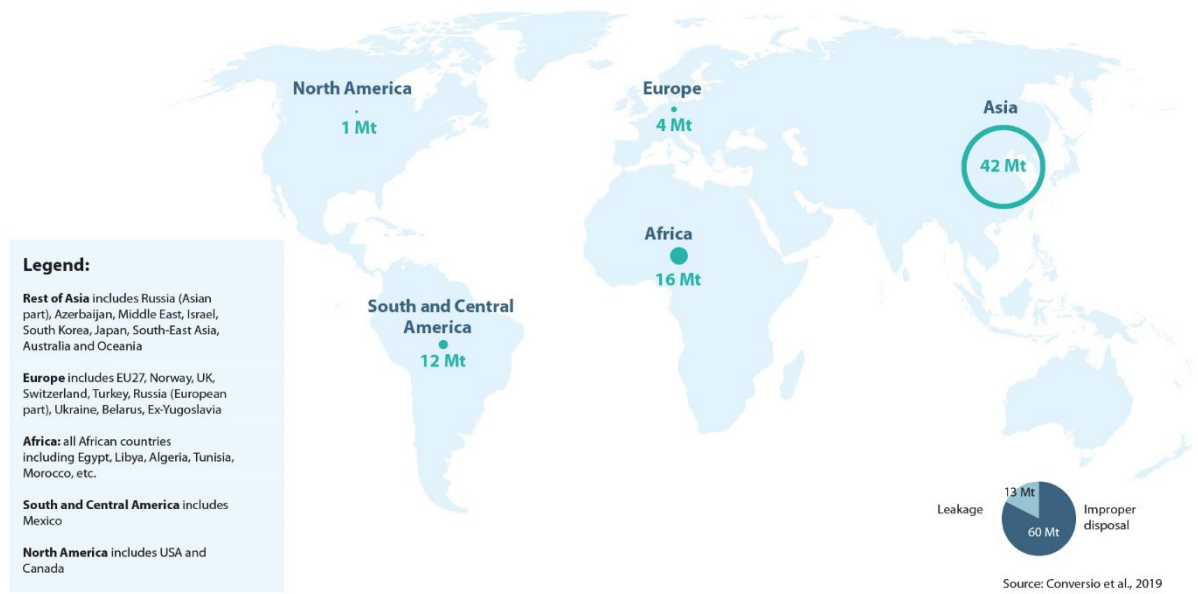 North America
1 Mt
Europe
4 Mt
Asia
42 Mt
Africa
16 Mt
South and Central
America
12 Mt
Legend:
Rest of Asia includes Russia (Asian
part), Azerbaijan, Middle East, Israel,
South Korea, Japan, South-East Asia,
Australia and Oceania
Europe includes EU27, Norway, UK,
Switzerland, Turkey, Russia (European
part), Ukraine, Belarus, Ex-Yugoslavia
Africa: all African countries
including Egypt, Libya, Algeria, Tunisia,
Morocco, etc.
South and Central America includes
Mexico
North America includes USA and
Canada
13 Mt
Leakage
Improper
disposal
60 Mt
Source: Conversio et al., 2019